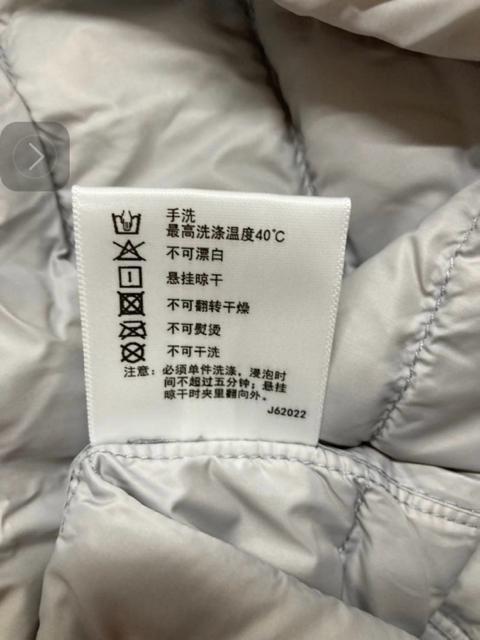 手洗
最高洗涤温度40℃
不可漂白
悬挂晾干
不可翻转干燥
不可熨烫
不可干洗
注意：必须单件洗涤，浸泡时
间不超过五分钟；悬挂
晾干时夹里翻向外。
J62022